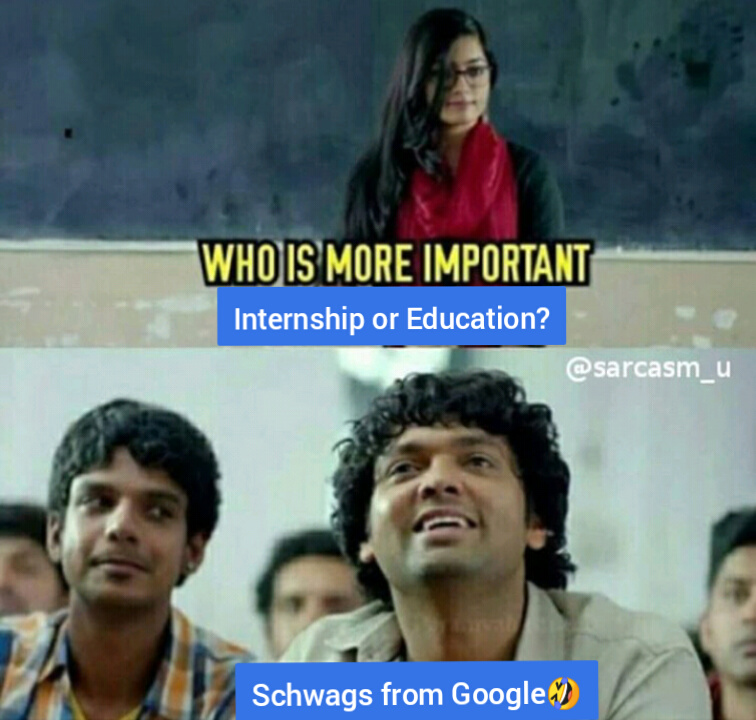 WHO IS MORE IMPORTANT
Internship or Education?
@sarcasm_u
Schwags from Google🤣